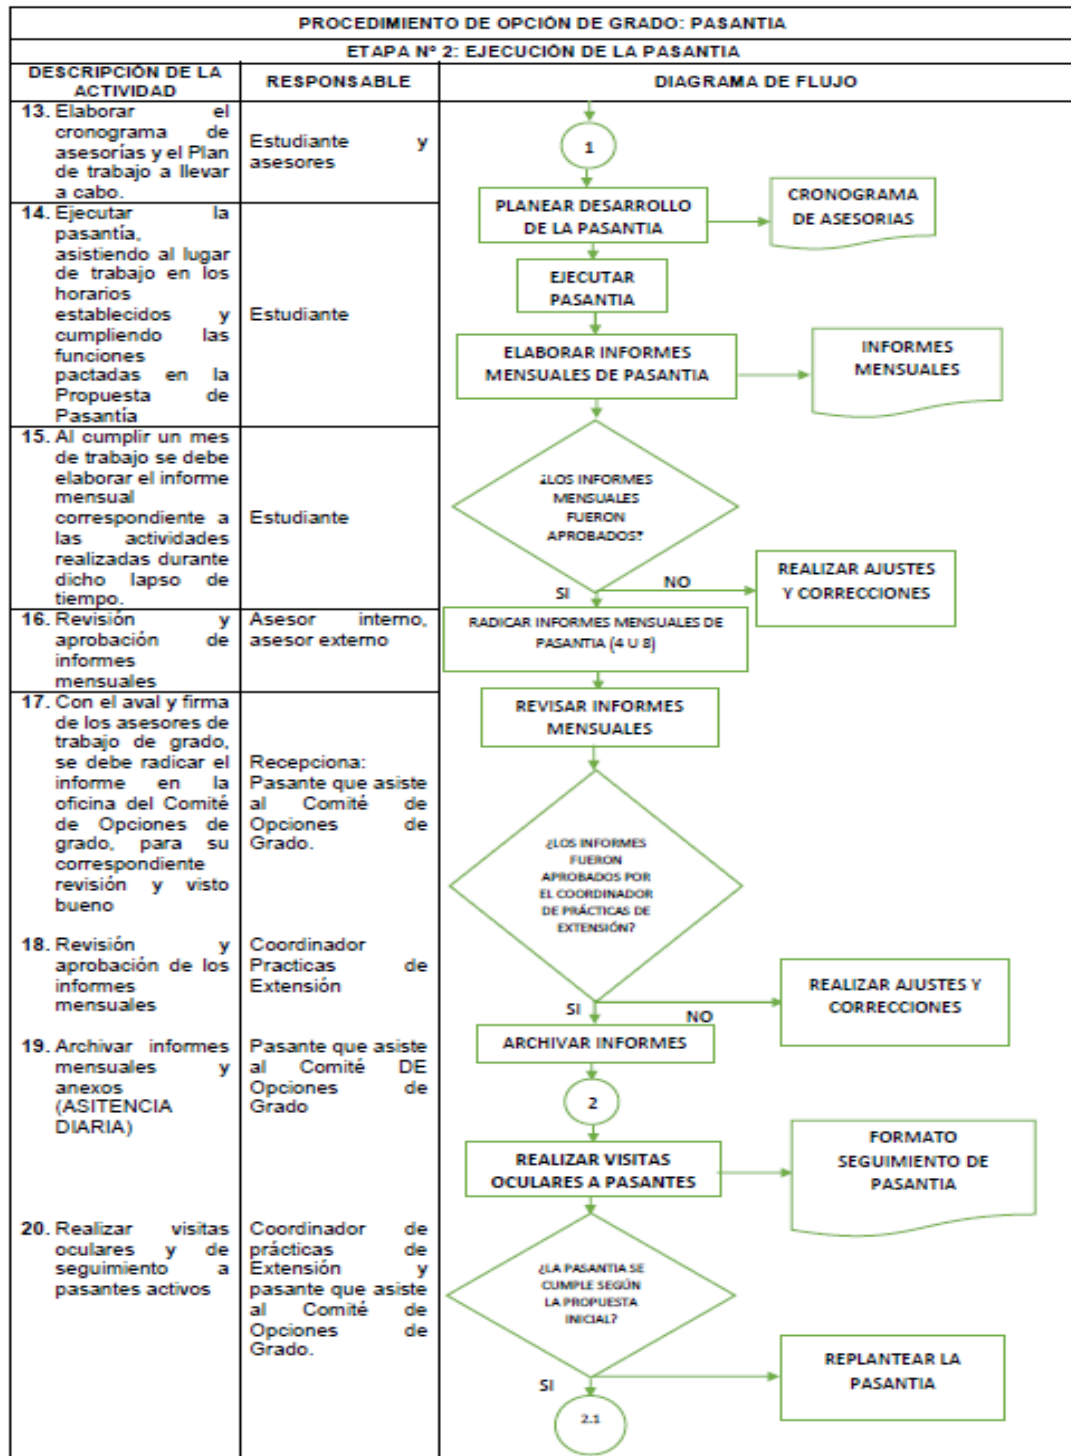 PROCEDIMIENTO DE OPCIÓN DE GRADO: PASANTIA
ETAPA Nº 2: EJECUCIÓN DE LA PASANTIA
DESCRIPCIÓN DE LA
ACTIVIDAD
RESPONSABLE
DIAGRAMA DE FLUJO
13. Elaborar el
cronograma de
asesorías y el Plan
de trabajo a llevar
a cabo.
Estudiante y
asesores
14. Ejecutar la
pasantía,
asistiendo al lugar
de trabajo en los
horarios
establecidos y
cumpliendo las
funciones
pactadas en la
Propuesta de
Pasantía
Estudiante
15. Al cumplir un mes
de trabajo se debe
elaborar el informe
mensual
correspondiente a
las actividades
realizadas durante
dicho lapso de
tiempo.
Estudiante
16. Revisión y
aprobación de
informes
mensuales
Asesor interno,
asesor externo
17. Con el aval y firma
de los asesores de
trabajo de grado,
se debe radicar el
informe en la
oficina del Comité
de Opciones de
grado, para su
correspondiente
revisión y visto
bueno
Recepciona:
Pasante que asiste
al Comité de
Opciones de
Grado.
18. Revisión y
aprobación de los
informes
mensuales
Coordinador
Practicas de
Extensión
19. Archivar informes
mensuales y
anexos
(ASITENCIA
DIARIA)
Pasante que asiste
al Comité DE
Opciones de
Grado
20. Realizar visitas
oculares y de
seguimiento a
pasantes activos
Coordinador de
prácticas de
Extensión y
pasante que asiste
al Comité de
Opciones de
Grado.
1
PLANEAR DESARROLLO
DE LA PASANTIA
CRONOGRAMA
DE ASESORIAS
EJECUTAR
PASANTIA
ELABORAR INFORMES
MENSUALES DE PASANTIA
INFORMES
MENSUALES
¿LOS INFORMES
MENSUALES
FUERON
APROBADOS?
SI
NO
REALIZAR AJUSTES
Y CORRECCIONES
RADICAR INFORMES MENSUALES DE
PASANTIA (4 U 8)
REVISAR INFORMES
MENSUALES
¿LOS INFORMES
FUERON
APROBADOS POR
EL COORDINADOR
DE PRÁCTICAS DE
EXTENSIÓN?
SI
NO
REALIZAR AJUSTES Y
CORRECCIONES
ARCHIVAR INFORMES
2
REALIZAR VISITAS
OCULARES A PASANTES
FORMATO
SEGUIMIENTO DE
PASANTIA
¿LA PASANTIA SE
CUMPLE SEGÚN
LA PROPUESTA
INICIAL?
SI
REPLANTEAR LA
PASANTIA
2.1